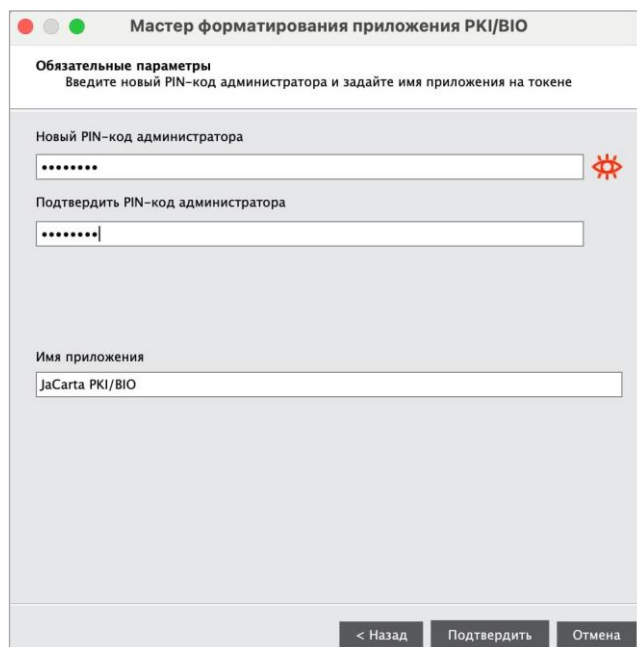 Мастер форматирования приложения PKI/BIO
Обязательные параметры
Введите новый PIN-код администратора и задайте имя приложения на токене
Новый PIN-код администратора
••••••••
Подтвердить PIN-код администратора
••••••••
Имя приложения
JaCarta PKI/BIO
< Назад
Подтвердить
Отмена